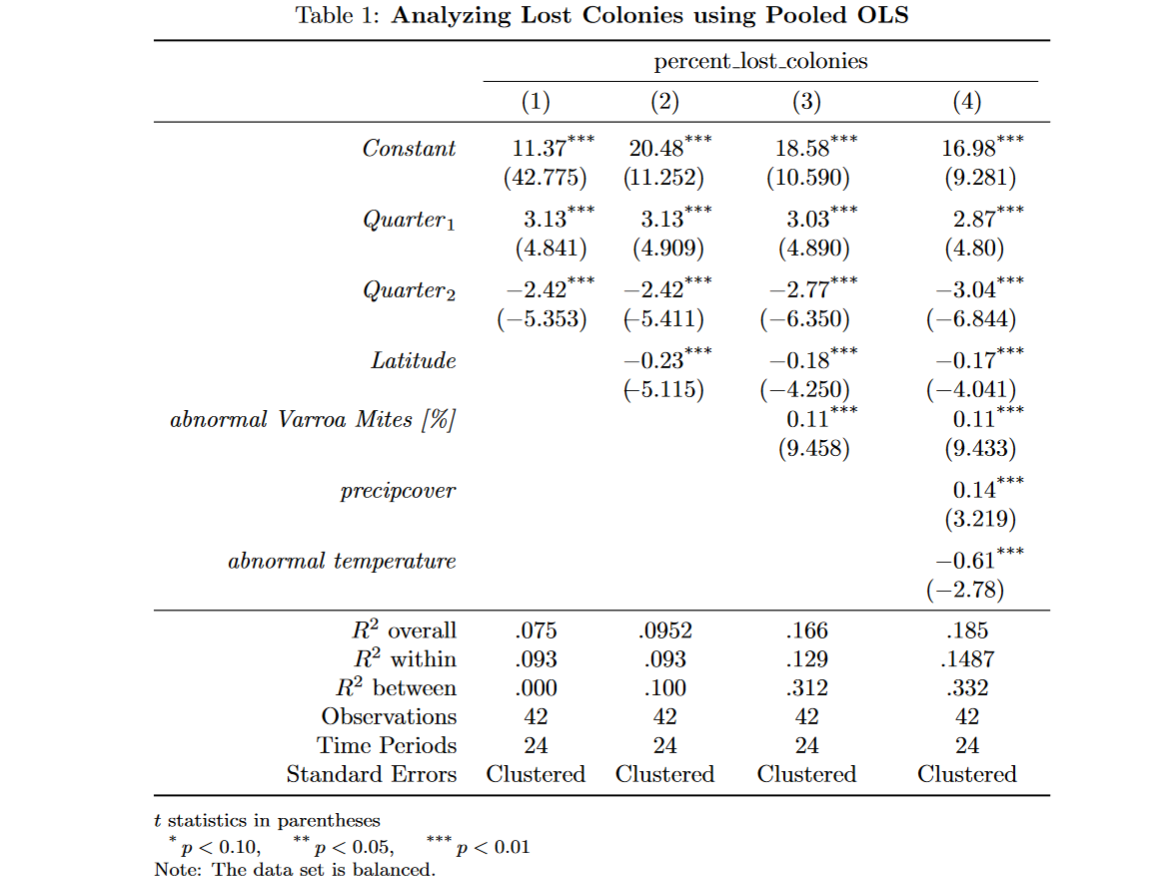 Table 1: Analyzing Lost Colonies using Pooled OLS
percent_lost_colonies
(1) (2) (3) (4)
Constant 11.37*** 20.48*** 18.58*** 16.98***
(42.775) (11.252) (10.590) (9.281)
Quarter₁ 3.13*** 3.13*** 3.03*** 2.87***
(4.841) (4.909) (4.890) (4.80)
Quarter₂ −2.42*** −2.42*** −2.77*** −3.04***
(−5.353) (−5.411) (−6.350) (−6.844)
Latitude −0.23*** −0.18*** −0.17***
(−5.115) (−4.250) (−4.041)
abnormal Varroa Mites [%] 0.11*** 0.11***
(9.458) (9.433)
precipcover 0.14***
(3.219)
abnormal temperature −0.61***
(−2.78)
R² overall .075 .0952 .166 .185
R² within .093 .093 .129 .1487
R² between .000 .100 .312 .332
Observations 42 42 42 42
Time Periods 24 24 24 24
Standard Errors Clustered Clustered Clustered Clustered
t statistics in parentheses
* p < 0.10, ** p < 0.05, *** p < 0.01
Note: The data set is balanced.